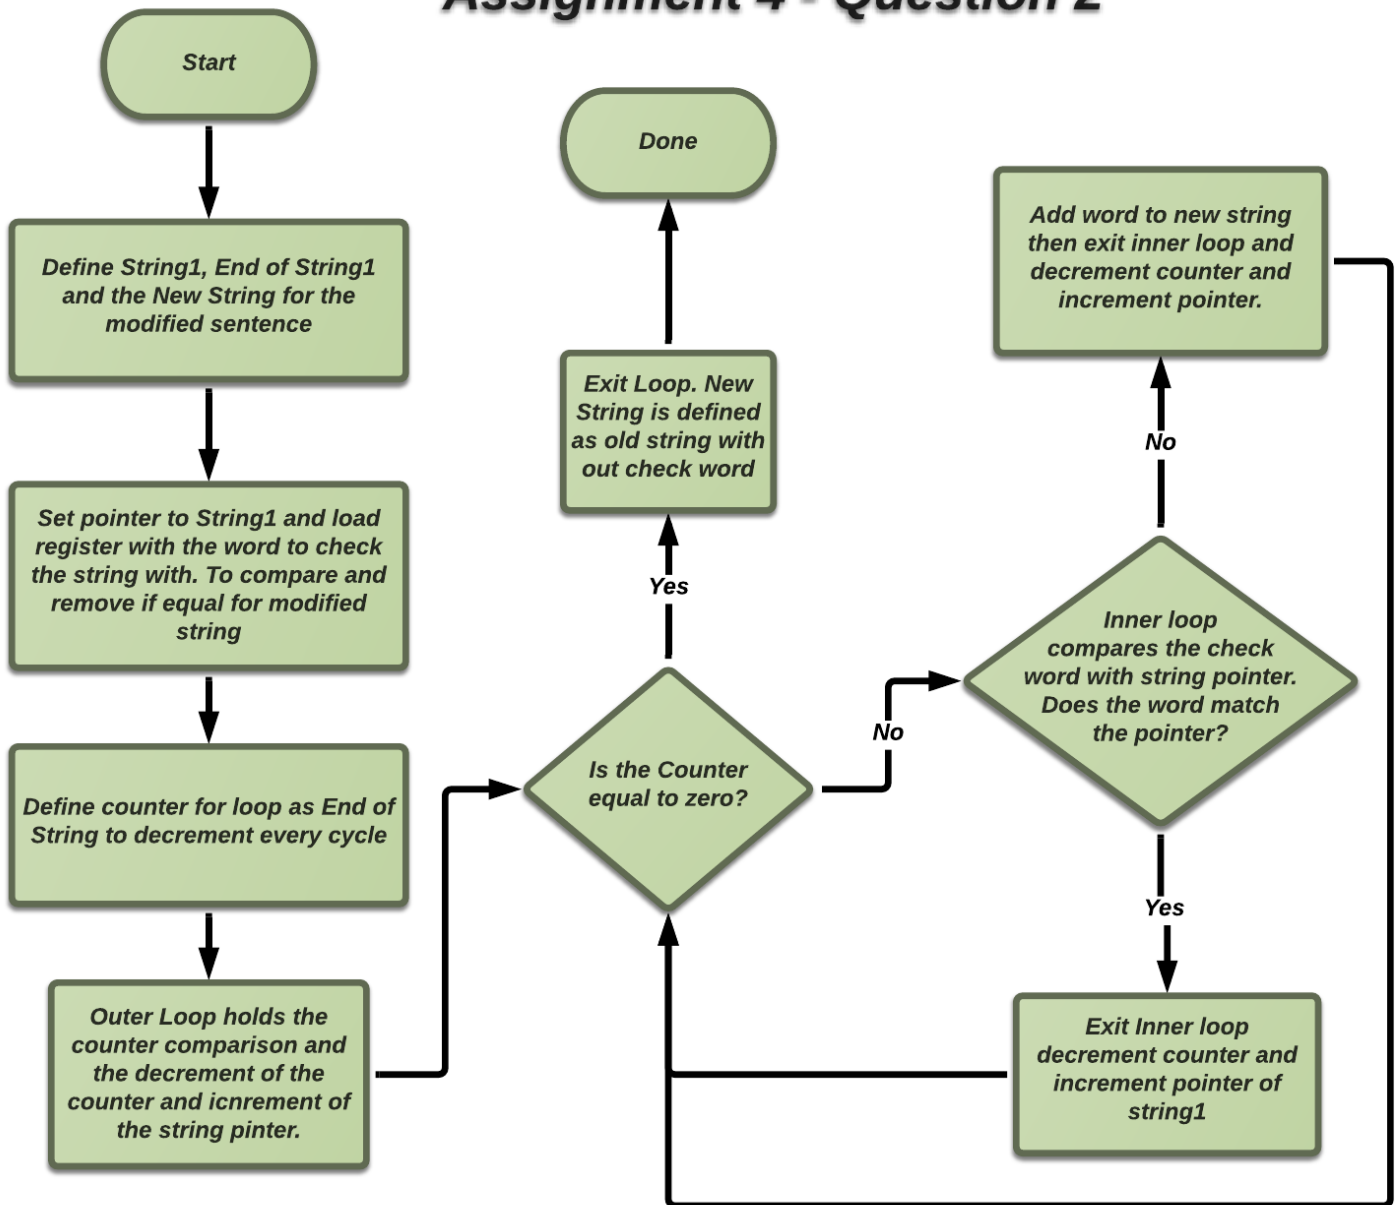 Assignment 4 - Question 2
Start
Define String1, End of String1
and the New String for the
modified sentence
Set pointer to String1 and load
register with the word to check
the string with. To compare and
remove if equal for modified
string
Define counter for loop as End of
String to decrement every cycle
Outer Loop holds the
counter comparison and
the decrement of the
counter and icnrement of
the string pinter.
Done
Exit Loop. New
String is defined
as old string with
out check word
Yes
Is the Counter
equal to zero?
No
Add word to new string
then exit inner loop and
decrement counter and
increment pointer.
No
Inner loop
compares the check
word with string pointer.
Does the word match
the pointer?
Yes
Exit Inner loop
decrement counter and
increment pointer of
string1